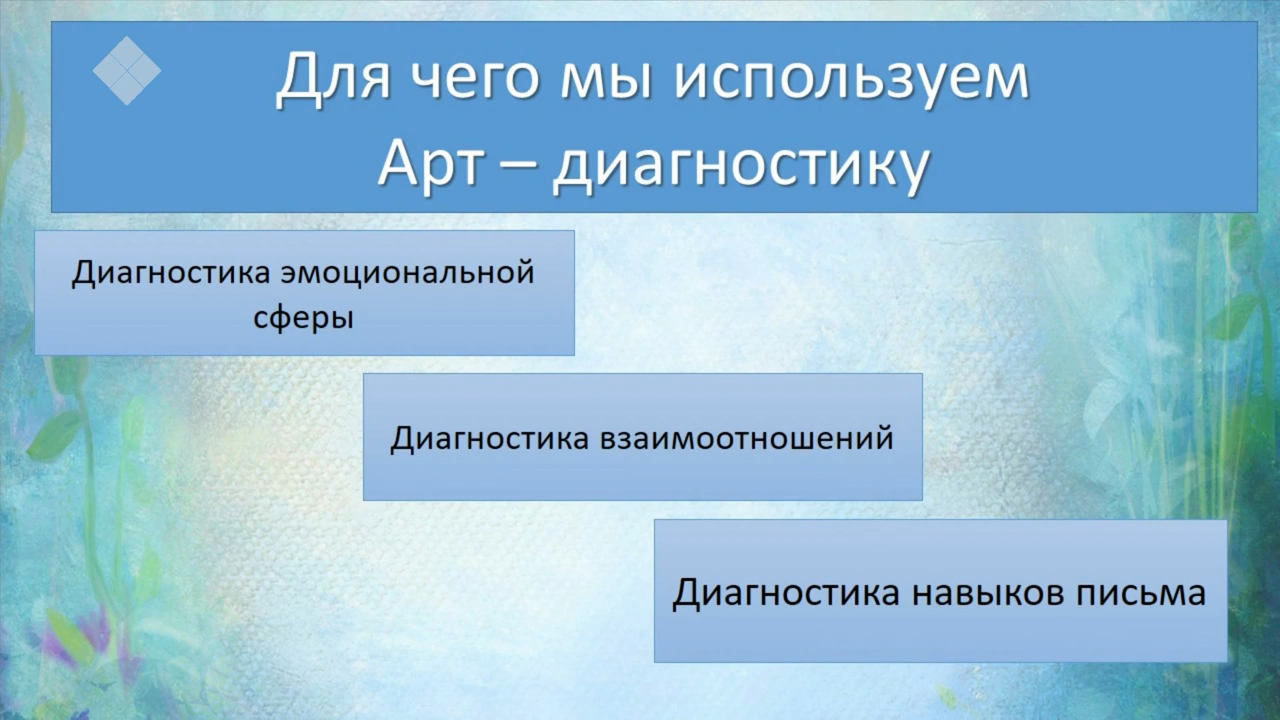 Для чего мы используем
Арт – диагностику
Диагностика эмоциональной
сферы
Диагностика взаимоотношений
Диагностика навыков письма